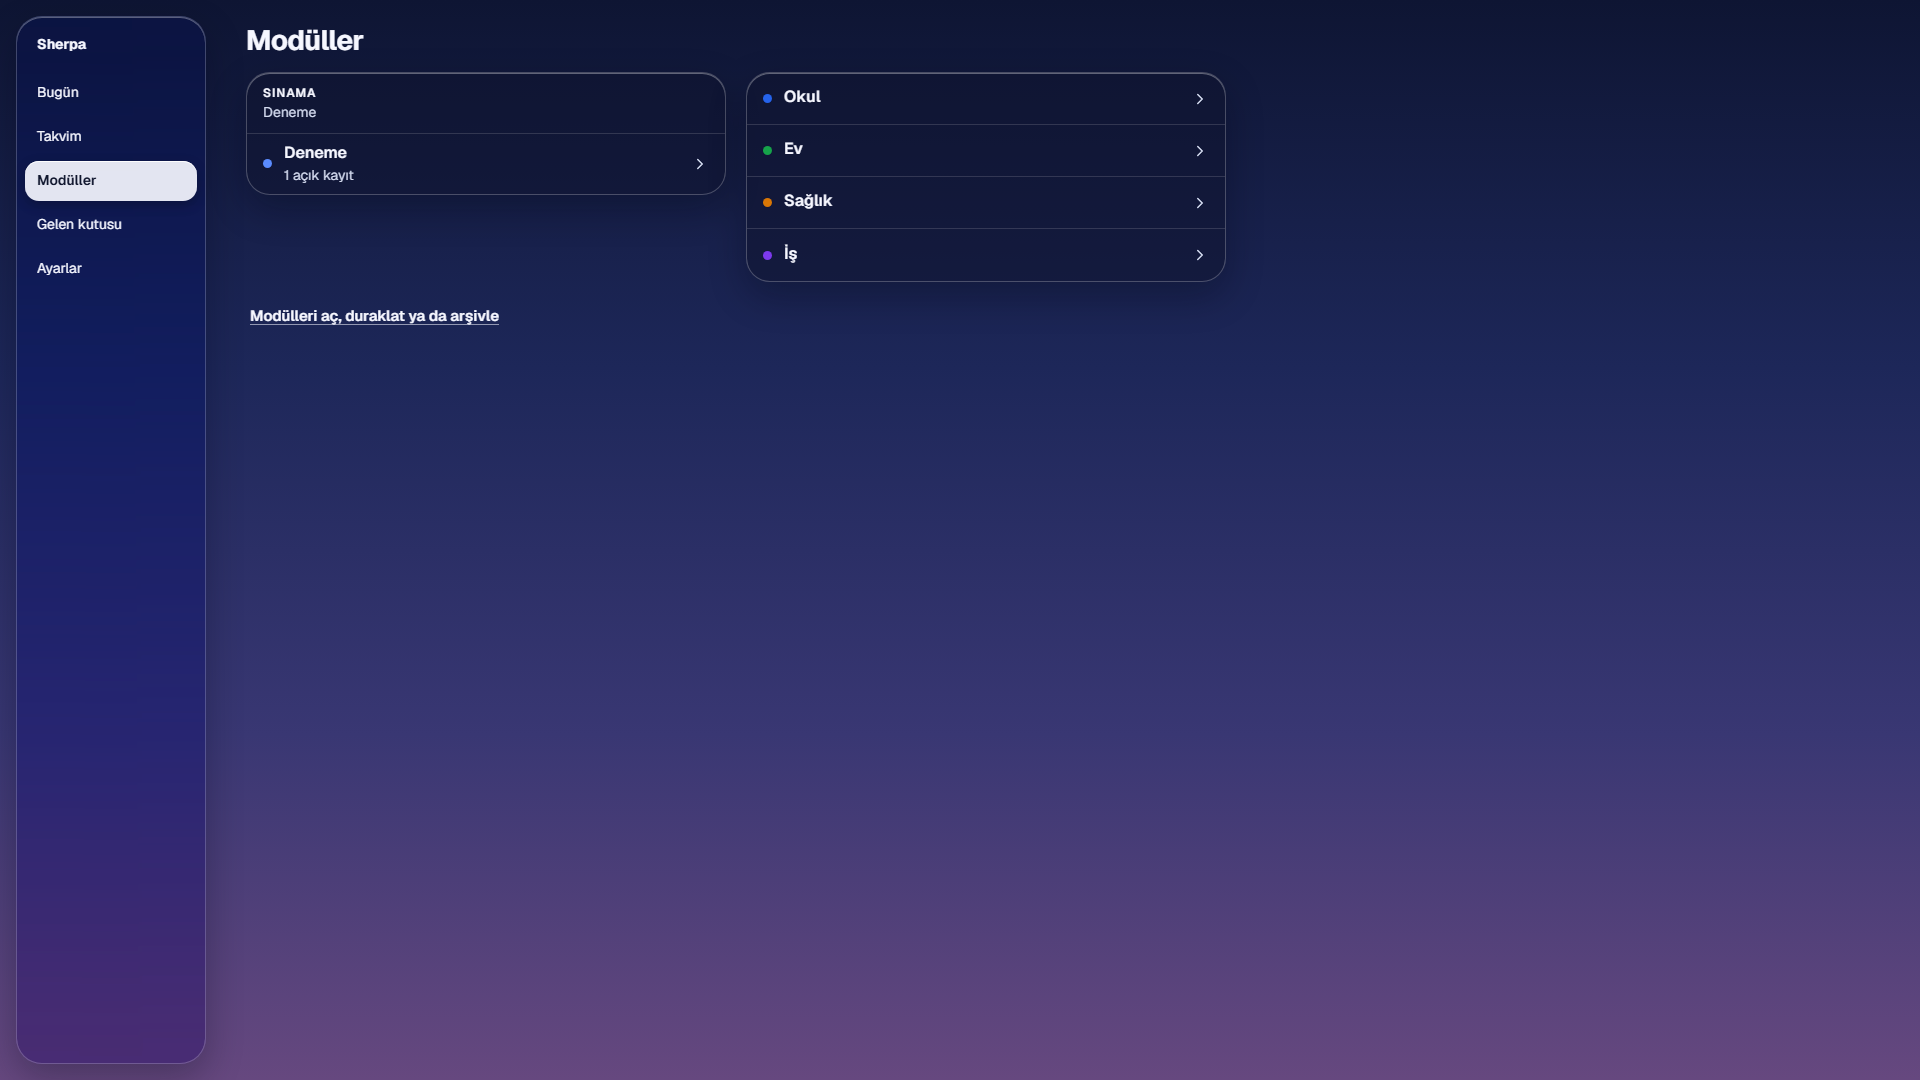 Sherpa
Bugün
Takvim
Modüller
Gelen kutusu
Ayarlar
Modüller
SINAMA
Deneme
Deneme
1 açık kayıt
Okul
Ev
Sağlık
İş
Modülleri aç, duraklat ya da arşivle